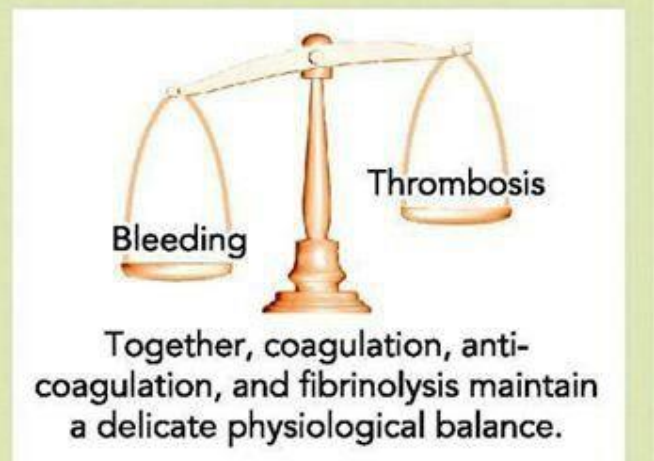 Thrombosis
Bleeding
Together, coagulation, anti-
coagulation, and fibrinolysis maintain
a delicate physiological balance.